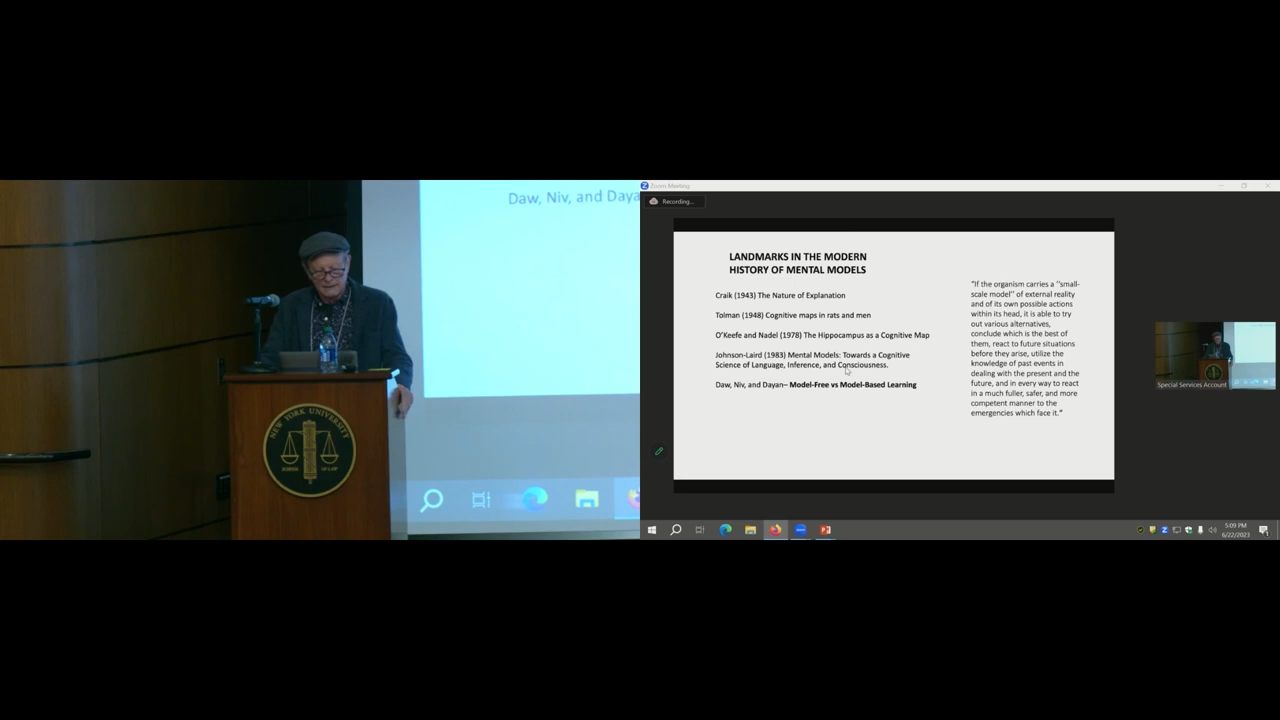 Daw, Niv, and Daya
NEW YORK UNIVERSITY
SCHOOL OF LAW
Zoom Meeting
Recording...
LANDMARKS IN THE MODERN
HISTORY OF MENTAL MODELS
Craik (1943) The Nature of Explanation
Tolman (1948) Cognitive maps in rats and men
O'Keefe and Nadel (1978) The Hippocampus as a Cognitive Map
Johnson-Laird (1983) Mental Models: Towards a Cognitive
Science of Language, Inference, and Consciousness.
Daw, Niv, and Dayan– Model-Free vs Model-Based Learning
"If the organism carries a "small-
scale model" of external reality
and of its own possible actions
within its head, it is able to try
out various alternatives,
conclude which is the best of
them, react to future situations
before they arise, utilize the
knowledge of past events in
dealing with the present and the
future, and in every way to react
in a much fuller, safer, and more
competent manner to the
emergencies which face it."
Special Services Account
5:09 PM
6/22/2023